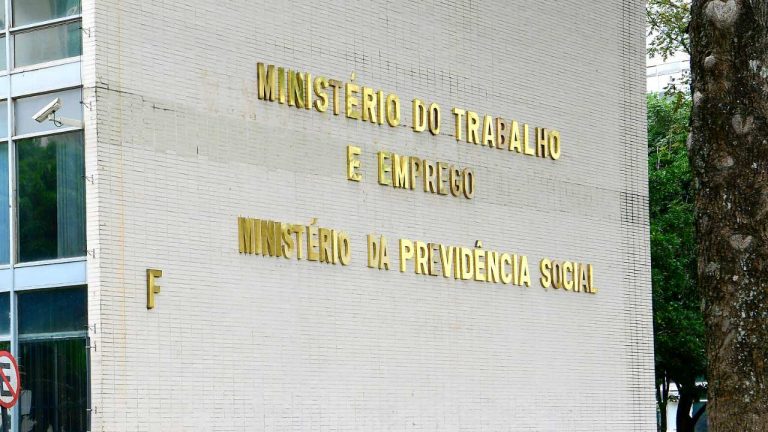 MINISTÉRIO DO TRABALHO
E EMPREGO
MINISTÉRIO DA PREVIDÊNCIA SOCIAL
F
E